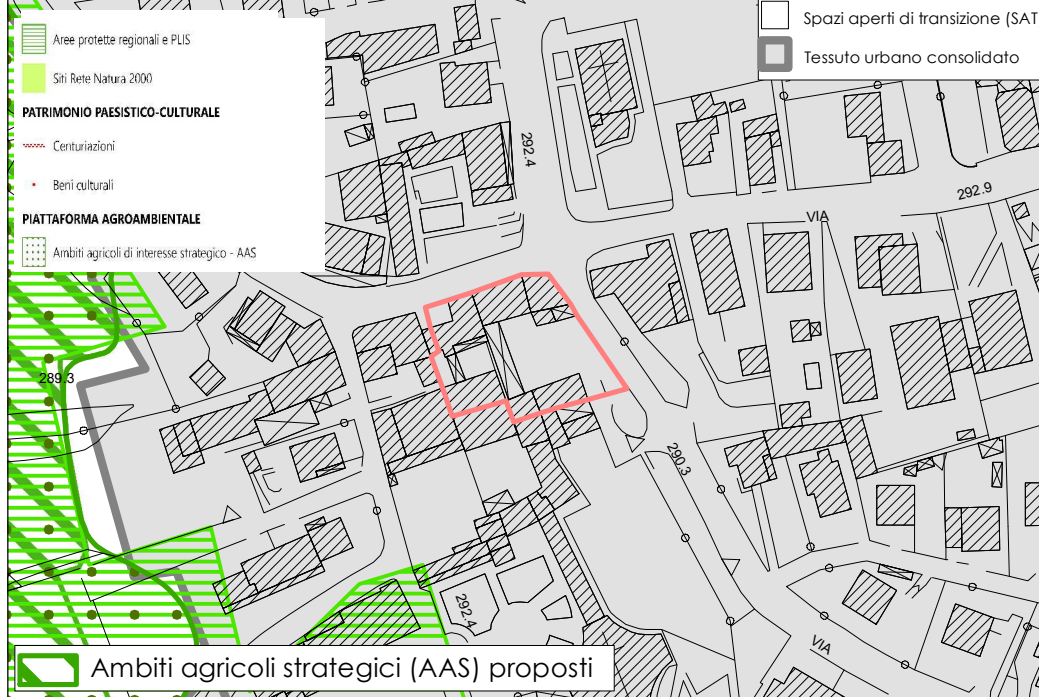 Aree protette regionali e PLIS
Siti Rete Natura 2000
PATRIMONIO PAESISTICO-CULTURALE
Centuriazioni
Beni culturali
PIATTAFORMA AGROAMBIENTALE
Ambiti agricoli di interesse strategico - AAS
Spazi aperti di transizione (SAT
Tessuto urbano consolidato
292.4
292.9
VIA
289.3
290.3
292.4
VIA
Ambiti agricoli strategici (AAS) proposti